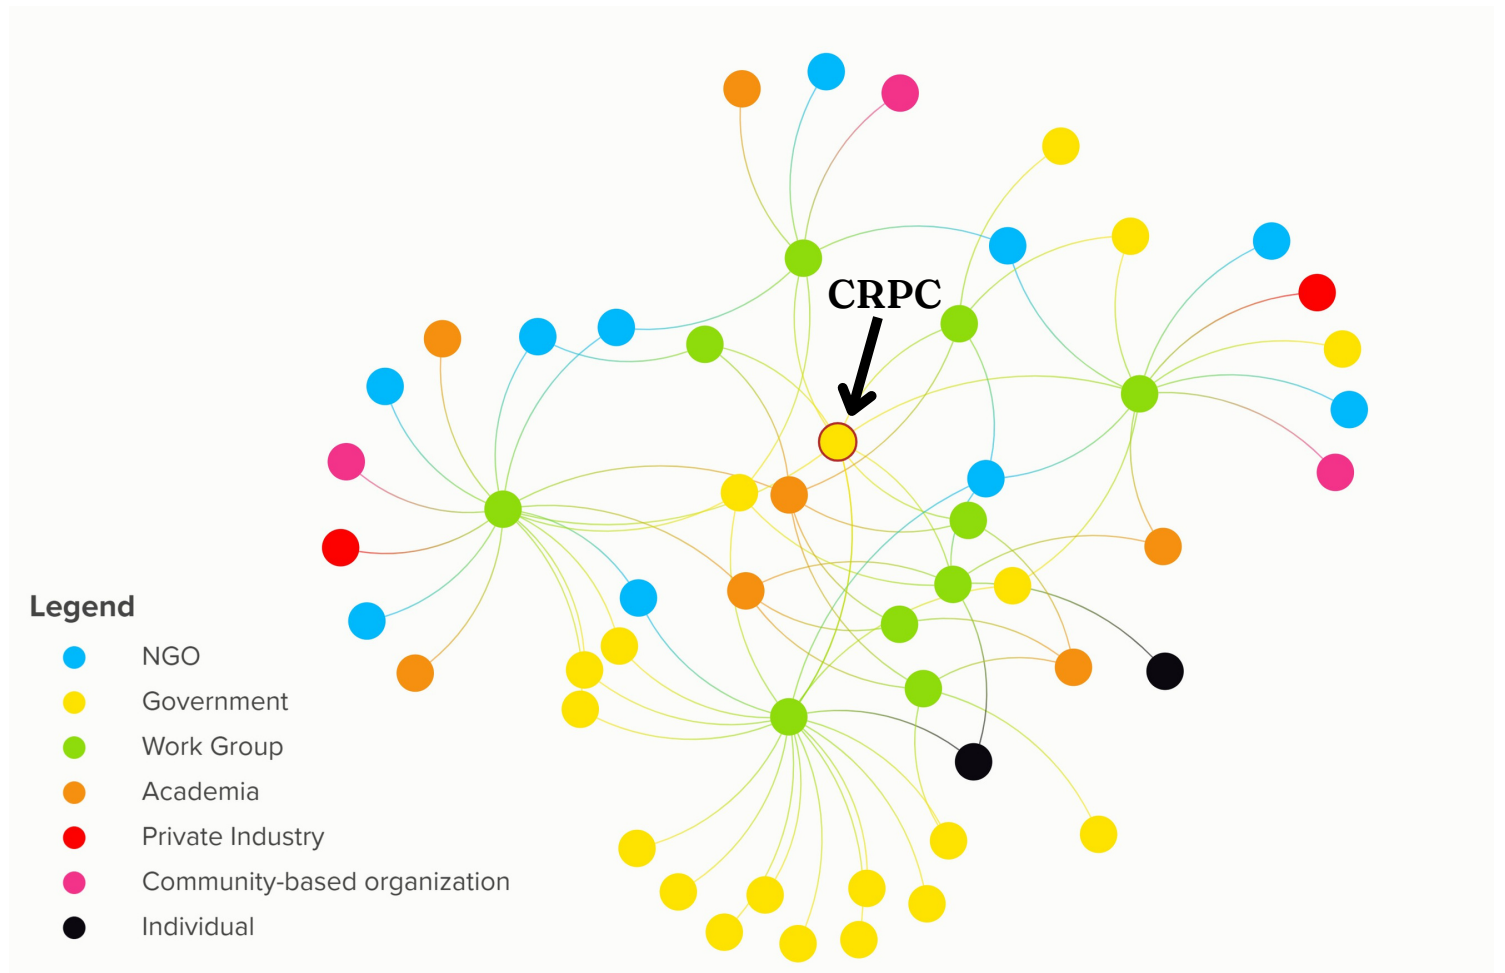 CRPC
Legend
NGO
Government
Work Group
Academia
Private Industry
Community-based organization
Individual